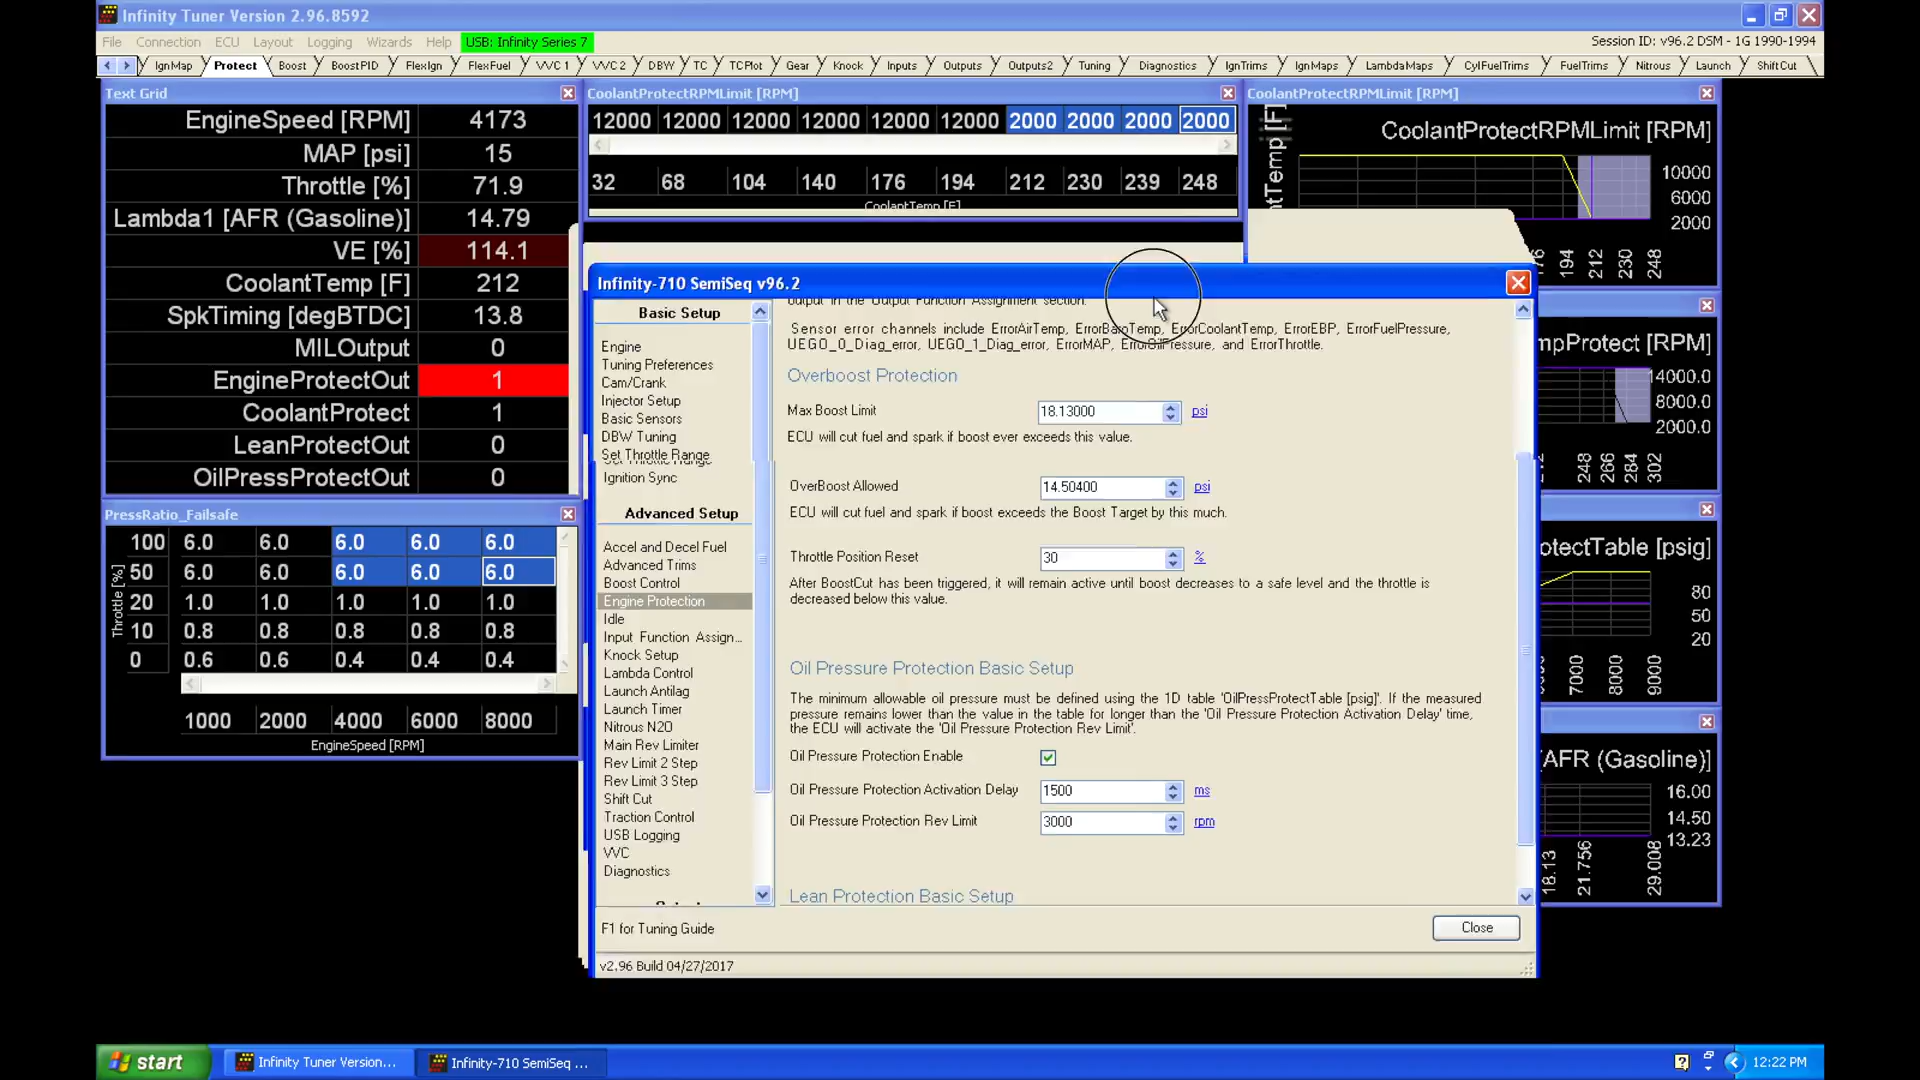 Infinity Tuner Version 2.96.8592
File Connection ECU Layout Logging Wizards Help USB: Infinity Series 7
Session ID: v96.2 DSM - 1G 1990-1994
IgnMap Protect Boost BoostPID FlexIgn FlexFuel VVC 1 VVC 2 DBW TC TCPlot Gear Knock Inputs Outputs Outputs2 Tuning Diagnostics IgnTrims IgnMaps LambdaMaps CylFuelTrims FuelTrims Nitrous Launch ShiftCut
Text Grid
EngineSpeed [RPM] 4173
MAP [psi] 15
Throttle [%] 71.9
Lambda1 [AFR (Gasoline)] 14.79
VE [%] 114.1
CoolantTemp [F] 212
SpkTiming [degBTDC] 13.8
MILOutput 0
EngineProtectOut 1
CoolantProtect 1
LeanProtectOut 0
OilPressProtectOut 0
PressRatio_Failsafe
100 6.0 6.0 6.0 6.0 6.0
50 6.0 6.0 6.0 6.0 6.0
20 1.0 1.0 1.0 1.0 1.0
10 0.8 0.8 0.8 0.8 0.8
0 0.6 0.6 0.4 0.4 0.4
Throttle [%]
1000 2000 4000 6000 8000
EngineSpeed [RPM]
CoolantProtectRPMLimit [RPM]
12000 12000 12000 12000 12000 12000 2000 2000 2000 2000
32 68 104 140 176 194 212 230 239 248
CoolantTemp [F]
CoolantProtectRPMLimit [RPM]
CoolantProtectRPMLimit [RPM]
ntTemp [F]
10000
6000
2000
194 212 230 248
mpProtect [RPM]
14000.0
8000.0
2000.0
248 266 284 302
otectTable [psig]
80
50
20
7000 8000 9000
AFR (Gasoline)]
16.00
14.50
13.23
18.13 21.756 29.008
Infinity-710 SemiSeq v96.2
Basic Setup
Engine
Tuning Preferences
Cam/Crank
Injector Setup
Basic Sensors
DBW Tuning
Set Throttle Range
Ignition Sync
Advanced Setup
Accel and Decel Fuel
Advanced Trims
Boost Control
Engine Protection
Idle
Input Function Assign...
Knock Setup
Lambda Control
Launch Antilag
Launch Timer
Nitrous N2O
Main Rev Limiter
Rev Limit 2 Step
Rev Limit 3 Step
Shift Cut
Traction Control
USB Logging
VVC
Diagnostics
output in the Output Function Assignment section.
Sensor error channels include ErrorAirTemp, ErrorBaroTemp, ErrorCoolantTemp, ErrorEBP, ErrorFuelPressure,
UEGO_0_Diag_error, UEGO_1_Diag_error, ErrorMAP, ErrorOilPressure, and ErrorThrottle.
Overboost Protection
Max Boost Limit 18.13000 psi
ECU will cut fuel and spark if boost ever exceeds this value.
OverBoost Allowed 14.50400 psi
ECU will cut fuel and spark if boost exceeds the Boost Target by this much.
Throttle Position Reset 30 %
After BoostCut has been triggered, it will remain active until boost decreases to a safe level and the throttle is
decreased below this value.
Oil Pressure Protection Basic Setup
The minimum allowable oil pressure must be defined using the 1D table 'OilPressProtectTable [psig]'. If the measured
pressure remains lower than the value in the table for longer than the 'Oil Pressure Protection Activation Delay' time,
the ECU will activate the 'Oil Pressure Protection Rev Limit'.
Oil Pressure Protection Enable
Oil Pressure Protection Activation Delay 1500 ms
Oil Pressure Protection Rev Limit 3000 rpm
Lean Protection Basic Setup
F1 for Tuning Guide
Close
v2.96 Build 04/27/2017
start Infinity Tuner Version... Infinity-710 SemiSeq ... 12:22 PM